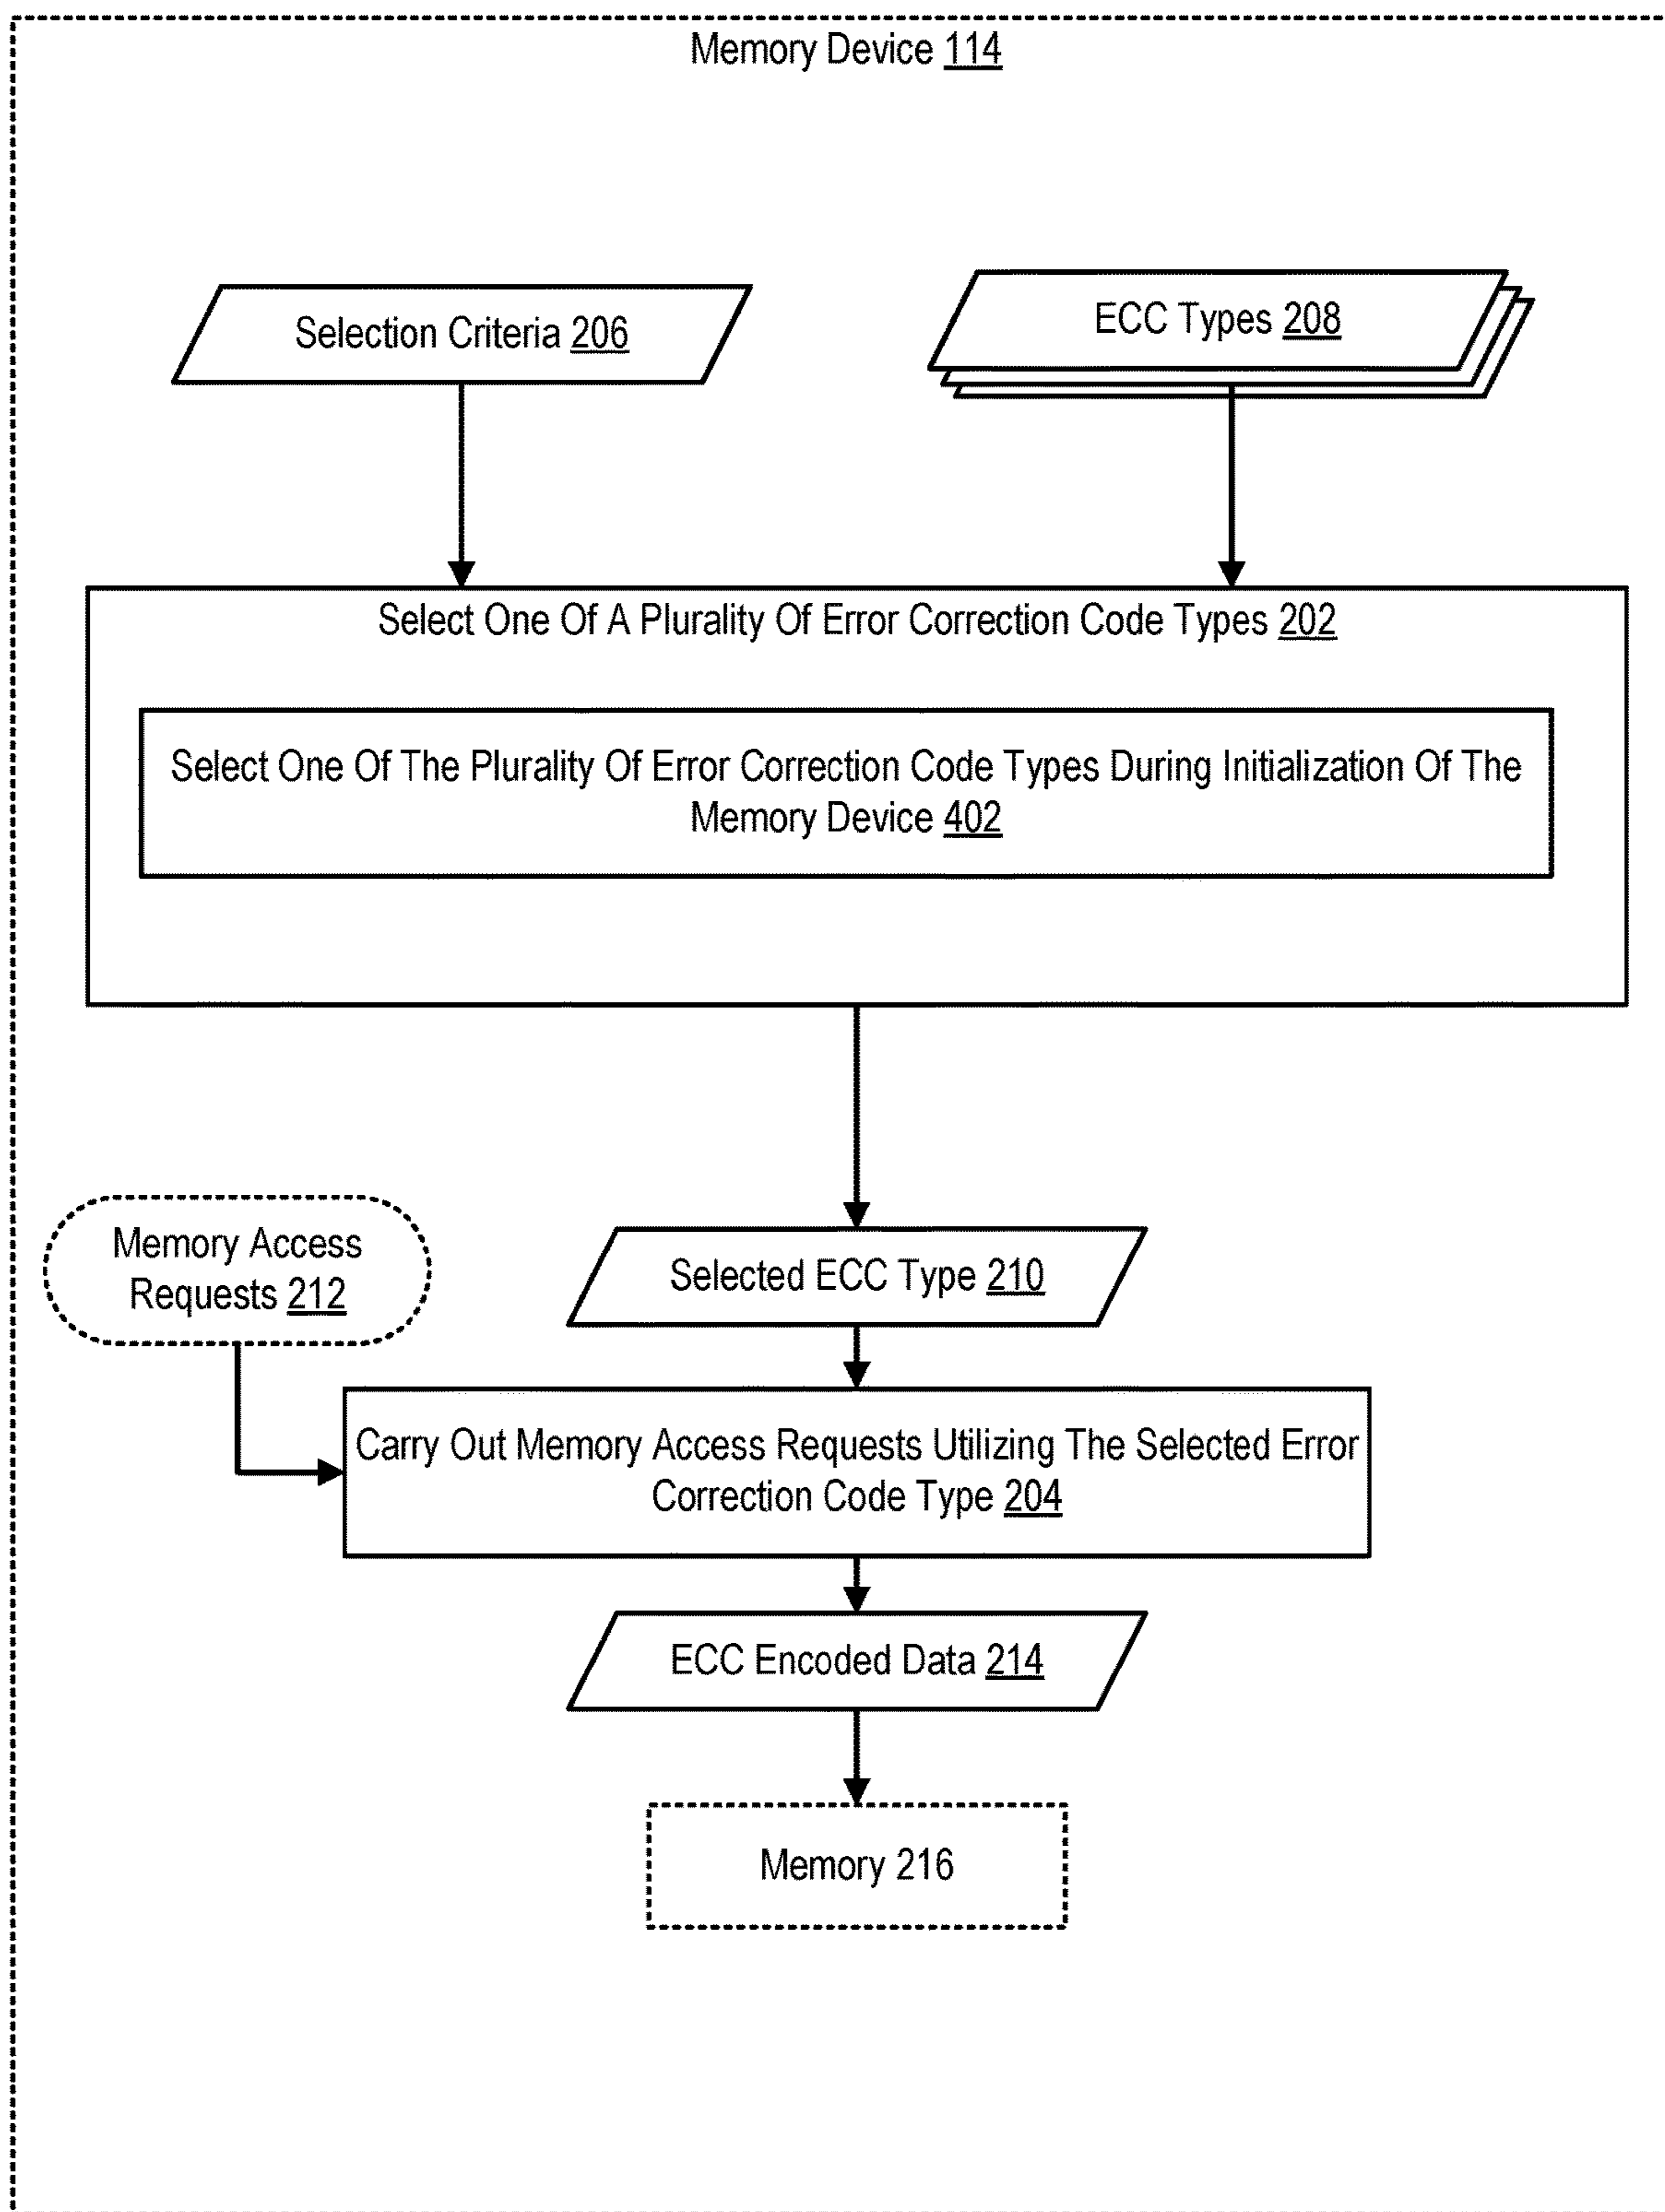 Memory Device 114
Selection Criteria 206
ECC Types 208
Select One Of A Plurality Of Error Correction Code Types 202
Select One Of The Plurality Of Error Correction Code Types During Initialization Of The
Memory Device 402
Memory Access
Requests 212
Selected ECC Type 210
Carry Out Memory Access Requests Utilizing The Selected Error
Correction Code Type 204
ECC Encoded Data 214
Memory 216